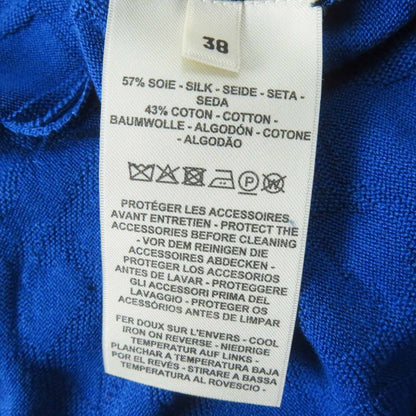 38
57% SOIE - SILK - SEIDE - SETA -
SEDA
43% COTON - COTTON -
BAUMWOLLE - ALGODÓN - COTONE
- ALGODÃO
P
PROTÉGER LES ACCESSOIRES
AVANT ENTRETIEN - PROTECT THE
ACCESSORIES BEFORE CLEANING
- VOR DEM REINIGEN DIE
ACCESSOIRES ABDECKEN -
PROTEGER LOS ACCESORIOS
ANTES DE LAVAR - PROTEGGERE
GLI ACCESSORI PRIMA DEL
LAVAGGIO - PROTEGER OS
ACESSÓRIOS ANTES DE LIMPAR
FER DOUX SUR L'ENVERS - COOL
IRON ON REVERSE - NIEDRIGE
TEMPERATUR AUF LINKS -
PLANCHAR A TEMPERATURA BAJA
POR EL REVÉS - STIRARE A BASSA
TEMPERATURA AL ROVESCIO -